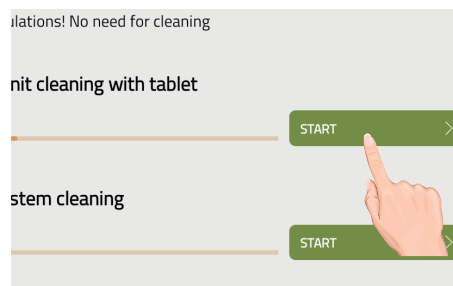 ulations! No need for cleaning
nit cleaning with tablet
START
stem cleaning
START